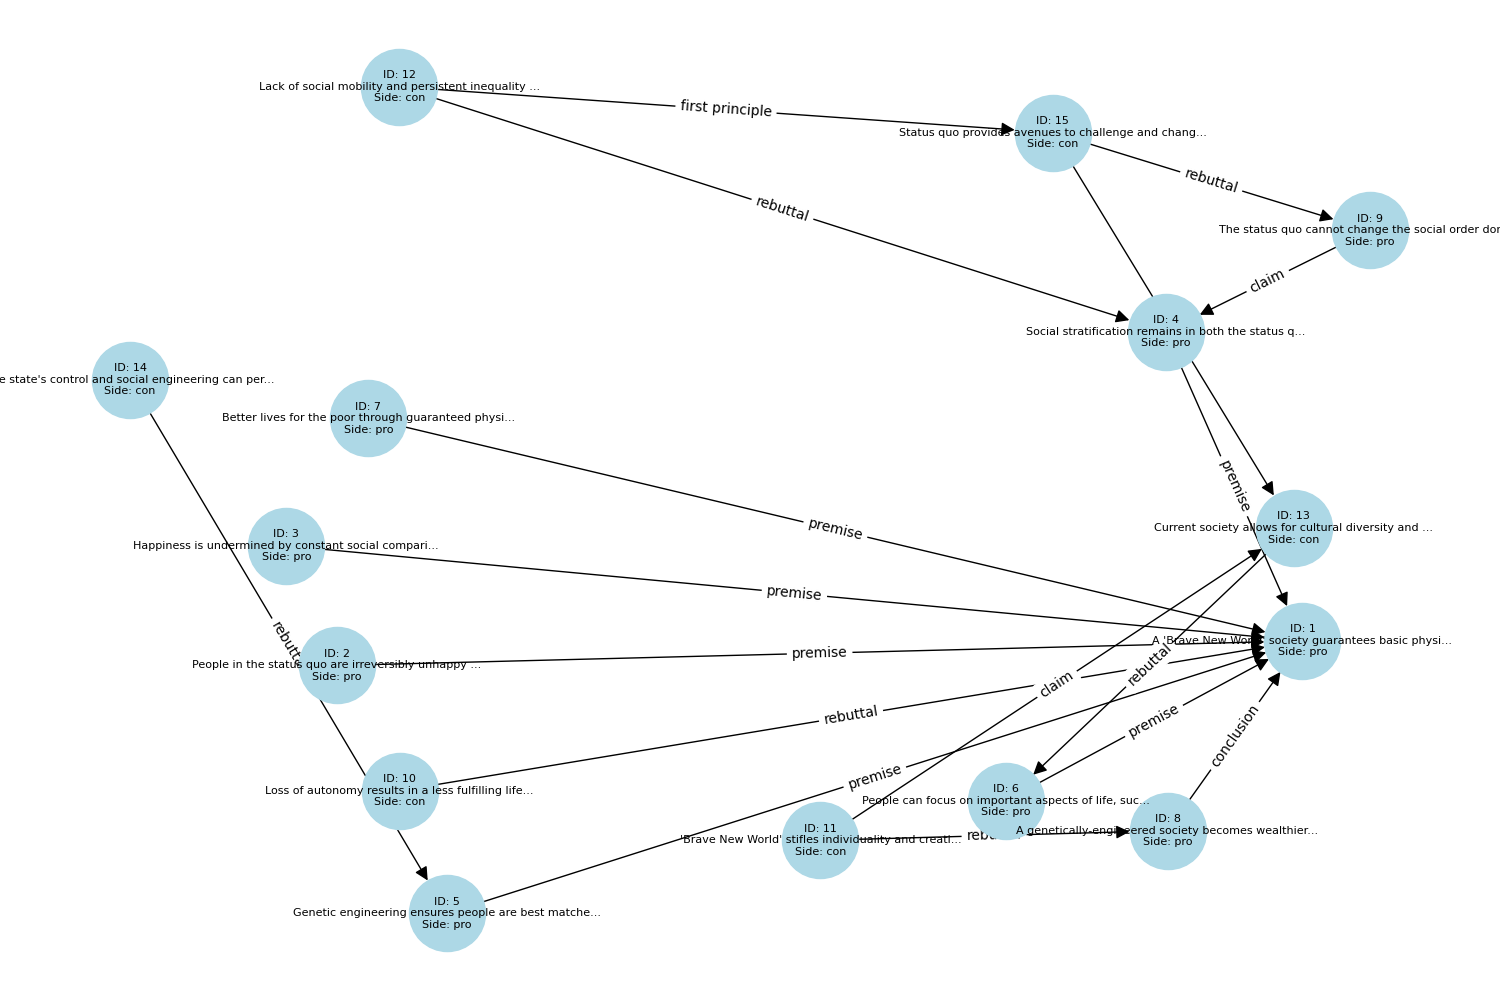 ID: 12
Lack of social mobility and persistent inequality ...
Side: con
first principle
ID: 15
Status quo provides avenues to challenge and chang...
Side: con
rebuttal
rebuttal
ID: 9
The status quo cannot change the social order
Side: pro
claim
ID: 4
Social stratification remains in both the status q...
Side: pro
ID: 14
state's control and social engineering can per...
Side: con
ID: 7
Better lives for the poor through guaranteed physi...
Side: pro
premise
premise
ID: 13
Current society allows for cultural diversity and ...
Side: con
ID: 3
Happiness is undermined by constant social compari...
Side: pro
premise
ID: 1
A 'Brave New World' society guarantees basic physi...
Side: pro
ID: 2
People in the status quo are irreversibly unhappy ...
Side: pro
premise
rebuttal
claim
rebuttal
premise
conclusion
ID: 10
Loss of autonomy results in a less fulfilling life...
Side: con
premise
ID: 6
People can focus on important aspects of life, suc...
Side: pro
ID: 11
'Brave New World' stifles individuality and creati...
Side: con
ID: 8
A genetically-engineered society becomes wealthier...
Side: pro
ID: 5
Genetic engineering ensures people are best matche...
Side: pro